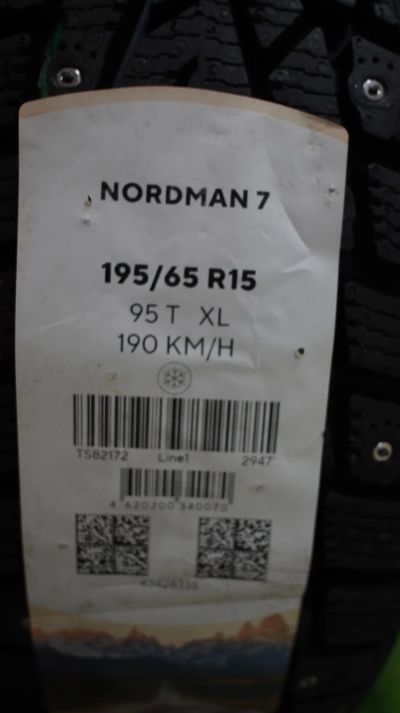 NORDMAN 7
195/65 R15
95 T XL
190 KM/H
TS82172 Line1 2947
4 620200 340070